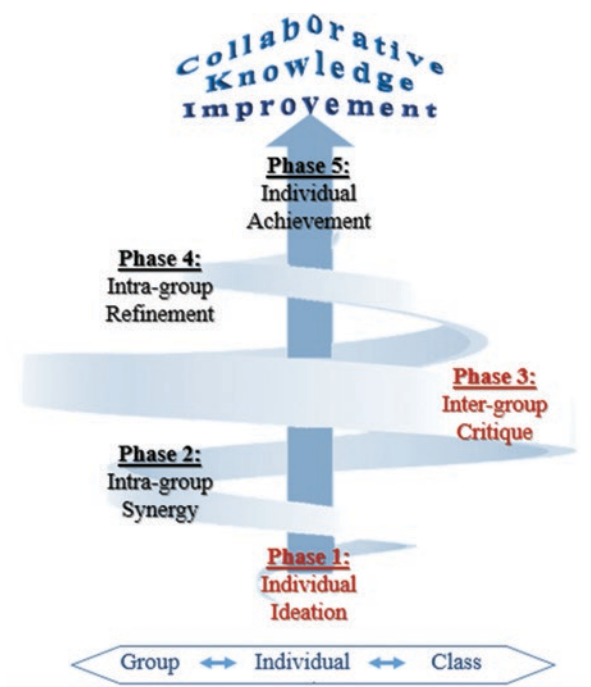 Collaborative
Knowledge
Improvement
Phase 5:
Individual
Achievement
Phase 4:
Intra-group
Refinement
Phase 3:
Inter-group
Critique
Phase 2:
Intra-group
Synergy
Phase 1:
Individual
Ideation
Group Individual Class